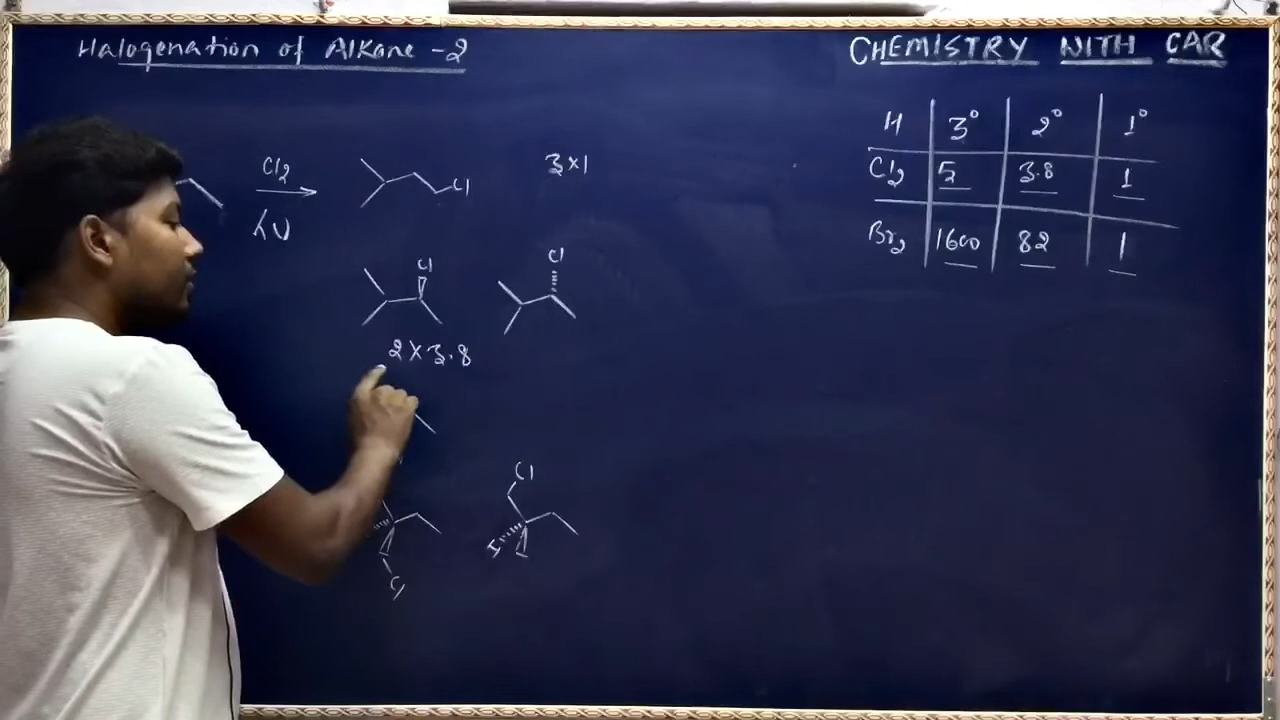 Halogenation of Alkane -2
CHEMISTRY WITH CAR
H 3° 2° 1°
Cl2 5 3.8 1
Br2 1600 82 1
Cl2
hν
Cl
3×1
Cl
Cl
2×3.8
Cl
H
Cl